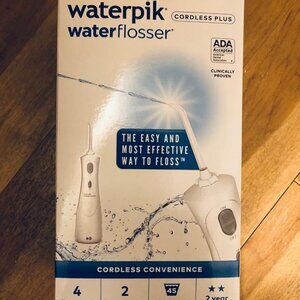 waterpik®
CORDLESS PLUS
waterflosser®
ADA
Accepted
CLINICALLY
PROVEN
THE EASY AND
MOST EFFECTIVE
WAY TO FLOSS™
CORDLESS CONVENIENCE
4
2
45
2 year